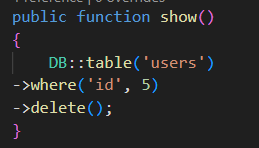 public function show()
{
    DB::table('users')
->where('id', 5)
->delete();
}